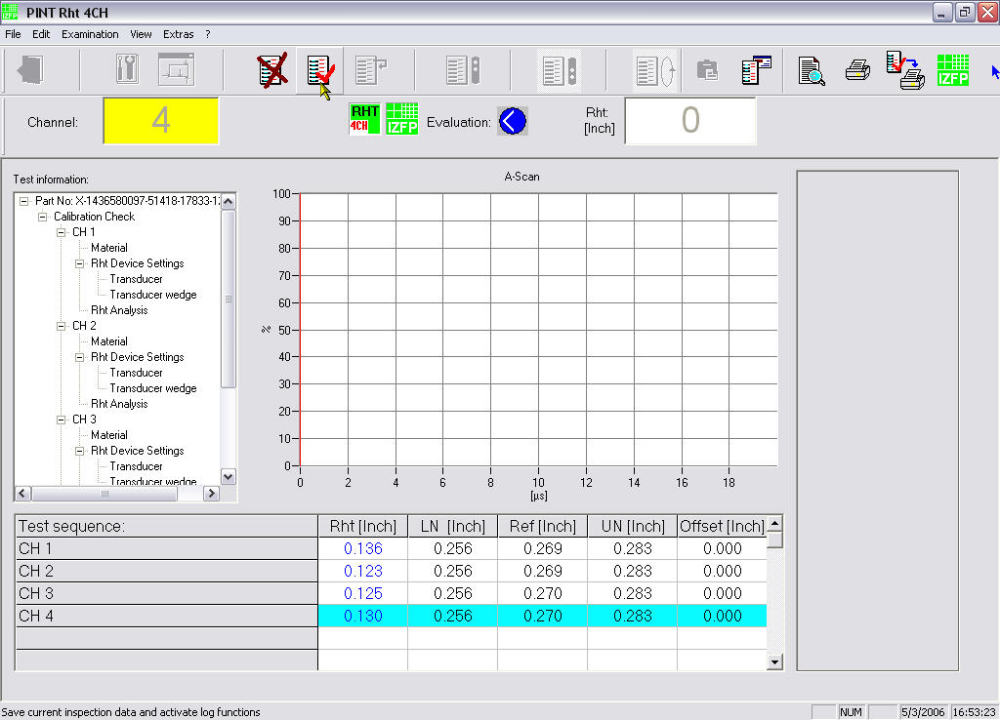 PINT Rht 4CH
File Edit Examination View Extras ?
IZFP
Channel: 4
RHT
4CH
IZFP
Evaluation:
Rht:
[Inch]
0
Test information:
Part No: X-1436580097-51418-17833-12
Calibration Check
CH 1
Material
Rht Device Settings
Transducer
Transducer wedge
Rht Analysis
CH 2
Material
Rht Device Settings
Transducer
Transducer wedge
Rht Analysis
CH 3
Material
Rht Device Settings
Transducer
Transducer wedge
A-Scan
100
90
80
70
60
%
50
40
30
20
10
0
0 2 4 6 8 10 12 14 16 18
[µs]
Test sequence: Rht [Inch] LN [Inch] Ref [Inch] UN [Inch] Offset [Inch]
CH 1 0.136 0.256 0.269 0.283 0.000
CH 2 0.123 0.256 0.269 0.283 0.000
CH 3 0.125 0.256 0.270 0.283 0.000
CH 4 0.130 0.256 0.270 0.283 0.000
Save current inspection data and activate log functions NUM 5/3/2006 16:53:23